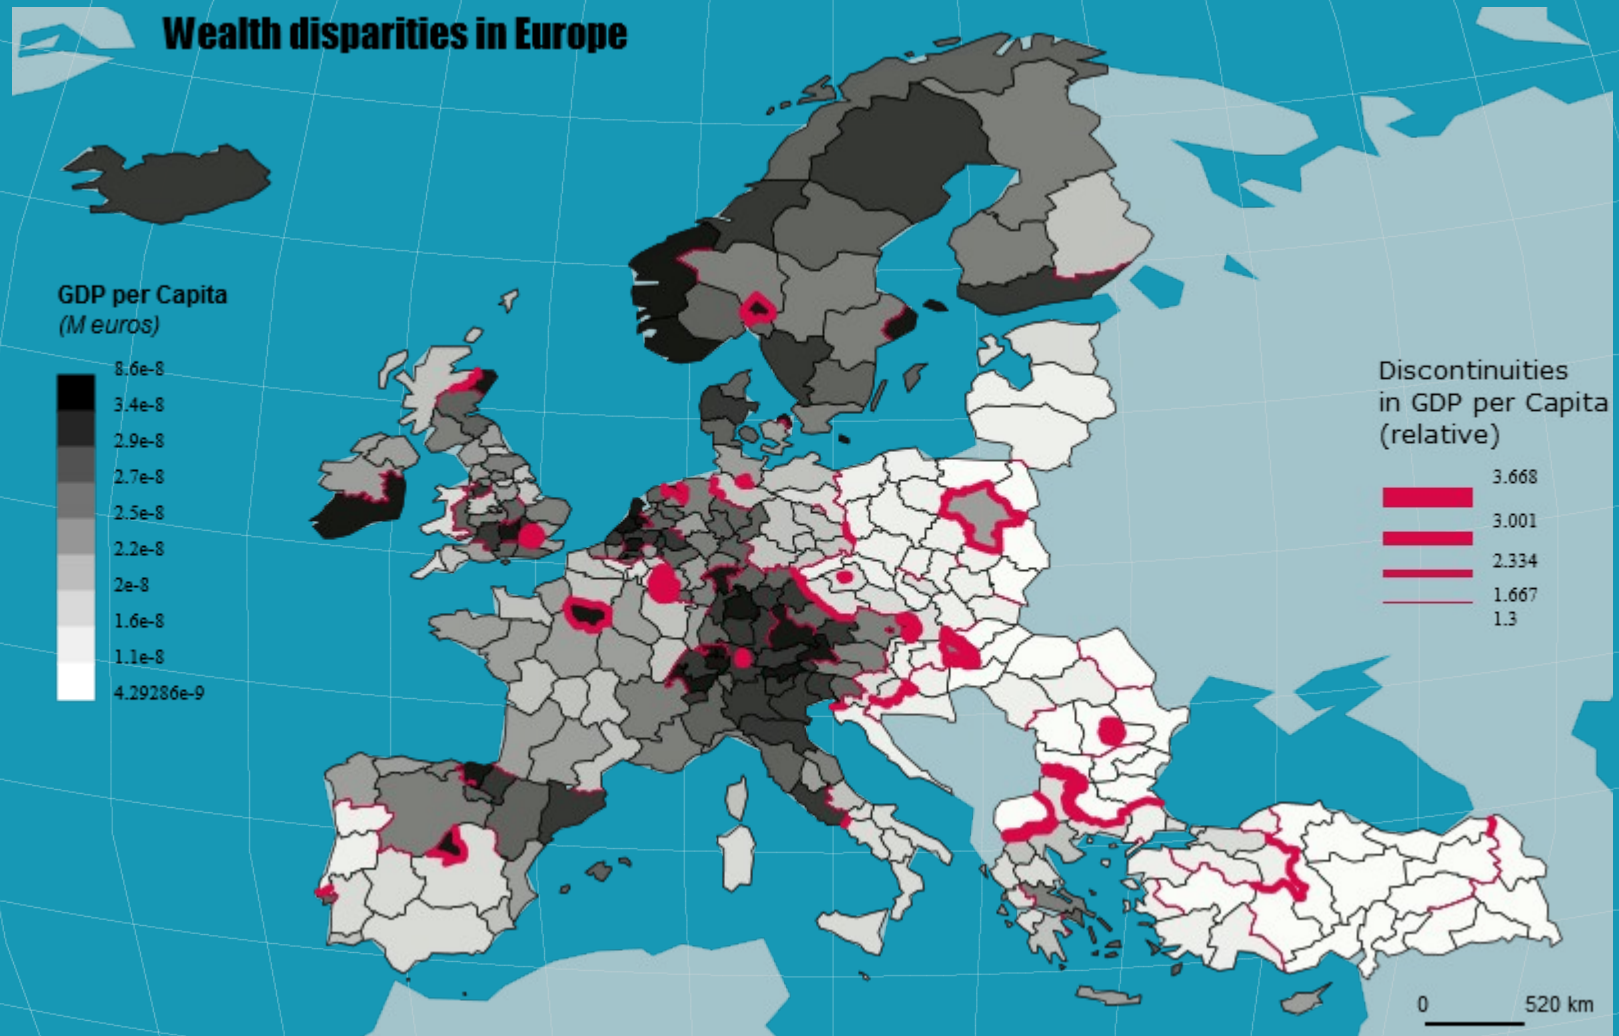 Wealth disparities in Europe
GDP per Capita
(M euros)
8.6e-8
3.4e-8
2.9e-8
2.7e-8
2.5e-8
2.2e-8
2e-8
1.6e-8
1.1e-8
4.29286e-9
Discontinuities
in GDP per Capita
(relative)
3.668
3.001
2.334
1.667
1.3
0 520 km